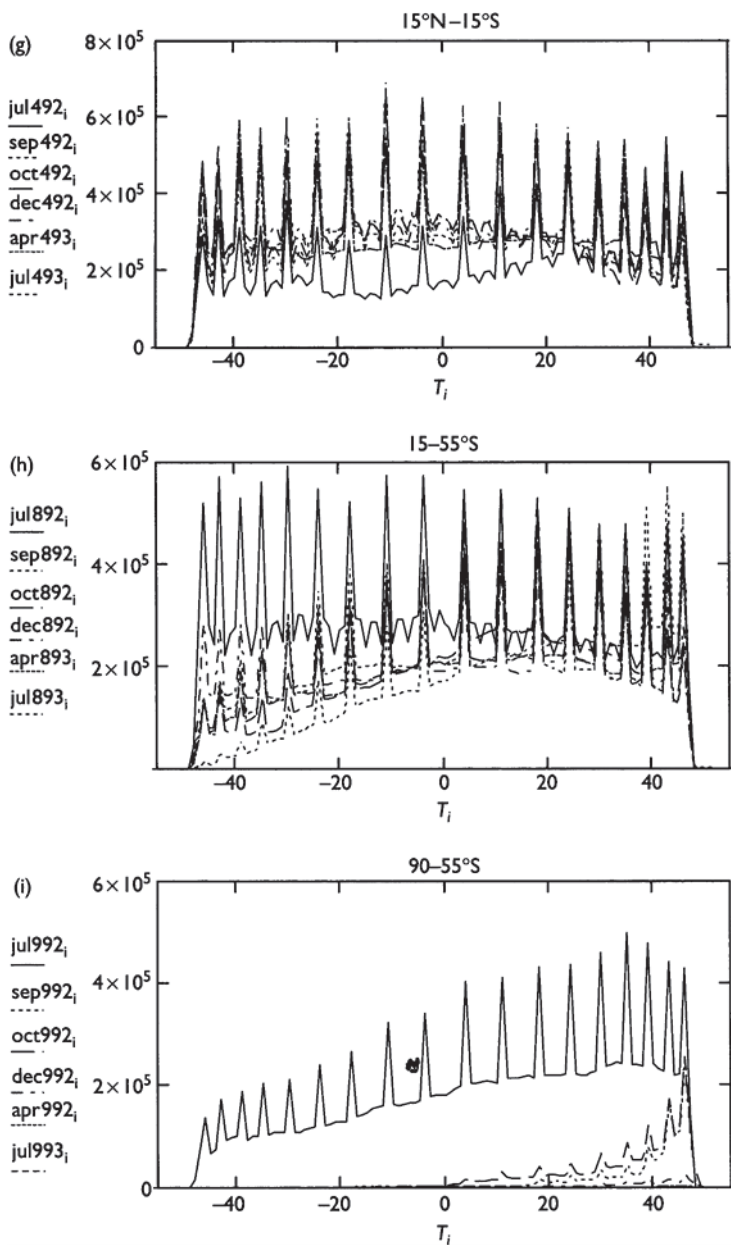 (g)
15°N–15°S
jul492ᵢ
sep492ᵢ
oct492ᵢ
dec492ᵢ
apr493ᵢ
jul493ᵢ
8×10⁵
6×10⁵
4×10⁵
2×10⁵
0
−40 −20 0 20 40
Tᵢ
(h)
15–55°S
jul892ᵢ
sep892ᵢ
oct892ᵢ
dec892ᵢ
apr893ᵢ
jul893ᵢ
6×10⁵
4×10⁵
2×10⁵
−40 −20 0 20 40
Tᵢ
(i)
90–55°S
jul992ᵢ
sep992ᵢ
oct992ᵢ
dec992ᵢ
apr992ᵢ
jul993ᵢ
6×10⁵
4×10⁵
2×10⁵
0
−40 −20 0 20 40
Tᵢ